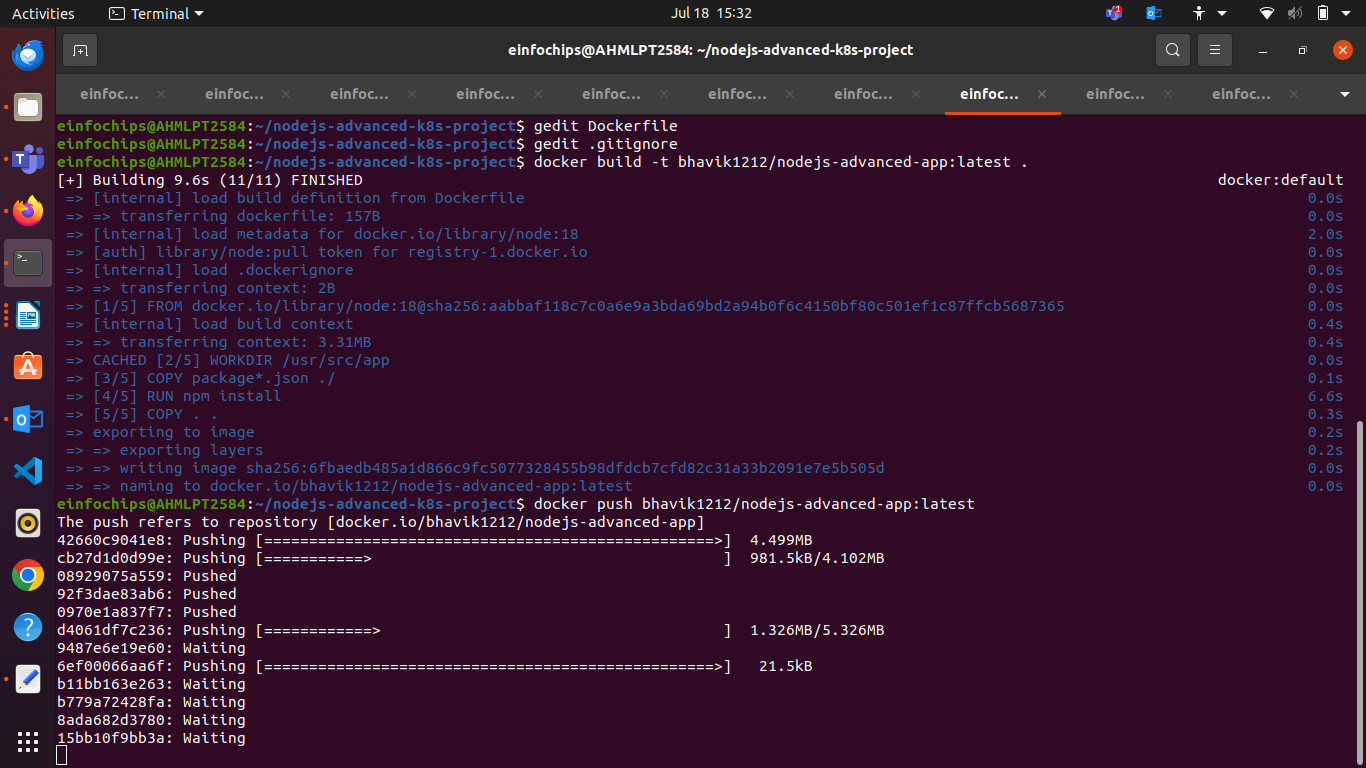 Activities Terminal Jul 18 15:32 1
einfochips@AHMLPT2584: ~/nodejs-advanced-k8s-project
einfoc... einfoc... einfoc... einfoc... einfoc... einfoc... einfoc... einfoc... einfoc... einfoc...
einfochips@AHMLPT2584:~/nodejs-advanced-k8s-project$ gedit Dockerfile
einfochips@AHMLPT2584:~/nodejs-advanced-k8s-project$ gedit .gitignore
einfochips@AHMLPT2584:~/nodejs-advanced-k8s-project$ docker build -t bhavik1212/nodejs-advanced-app:latest .
[+] Building 9.6s (11/11) FINISHED docker:default
=> [internal] load build definition from Dockerfile 0.0s
=> => transferring dockerfile: 157B 0.0s
=> [internal] load metadata for docker.io/library/node:18 2.0s
=> [auth] library/node:pull token for registry-1.docker.io 0.0s
=> [internal] load .dockerignore 0.0s
=> => transferring context: 2B 0.0s
=> [1/5] FROM docker.io/library/node:18@sha256:aabbaf118c7c0a6e9a3bda69bd2a94b0f6c4150bf80c501ef1c87ffcb5687365 0.0s
=> [internal] load build context 0.4s
=> => transferring context: 3.31MB 0.4s
=> CACHED [2/5] WORKDIR /usr/src/app 0.0s
=> [3/5] COPY package*.json ./ 0.1s
=> [4/5] RUN npm install 6.6s
=> [5/5] COPY . . 0.3s
=> exporting to image 0.2s
=> => exporting layers 0.2s
=> => writing image sha256:6fbaedb485a1d866c9fc5077328455b98dfdcb7cfd82c31a33b2091e7e5b505d 0.0s
=> => naming to docker.io/bhavik1212/nodejs-advanced-app:latest 0.0s
einfochips@AHMLPT2584:~/nodejs-advanced-k8s-project$ docker push bhavik1212/nodejs-advanced-app:latest
The push refers to repository [docker.io/bhavik1212/nodejs-advanced-app]
42660c9041e8: Pushing [==================================================>] 4.499MB
cb27d1d0d99e: Pushing [===========> ] 981.5kB/4.102MB
08929075a559: Pushed
92f3dae83ab6: Pushed
0970e1a837f7: Pushed
d4061df7c236: Pushing [============> ] 1.326MB/5.326MB
9487e6e19e60: Waiting
6ef00066aa6f: Pushing [==================================================>] 21.5kB
b11bb163e263: Waiting
b779a72428fa: Waiting
8ada682d3780: Waiting
15bb10f9bb3a: Waiting